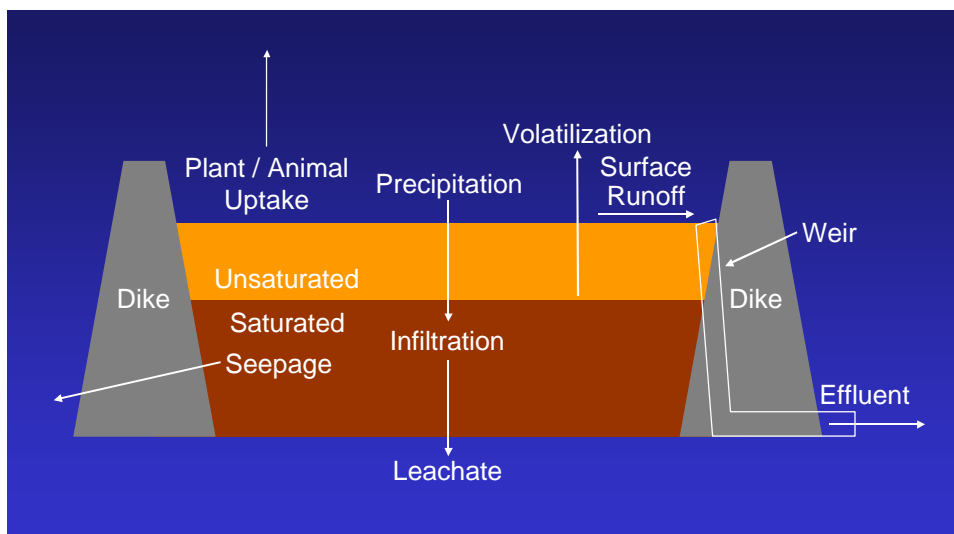 Volatilization
Plant / Animal
Uptake
Precipitation
Surface
Runoff
Weir
Unsaturated
Dike
Dike
Saturated
Infiltration
Seepage
Effluent
Leachate